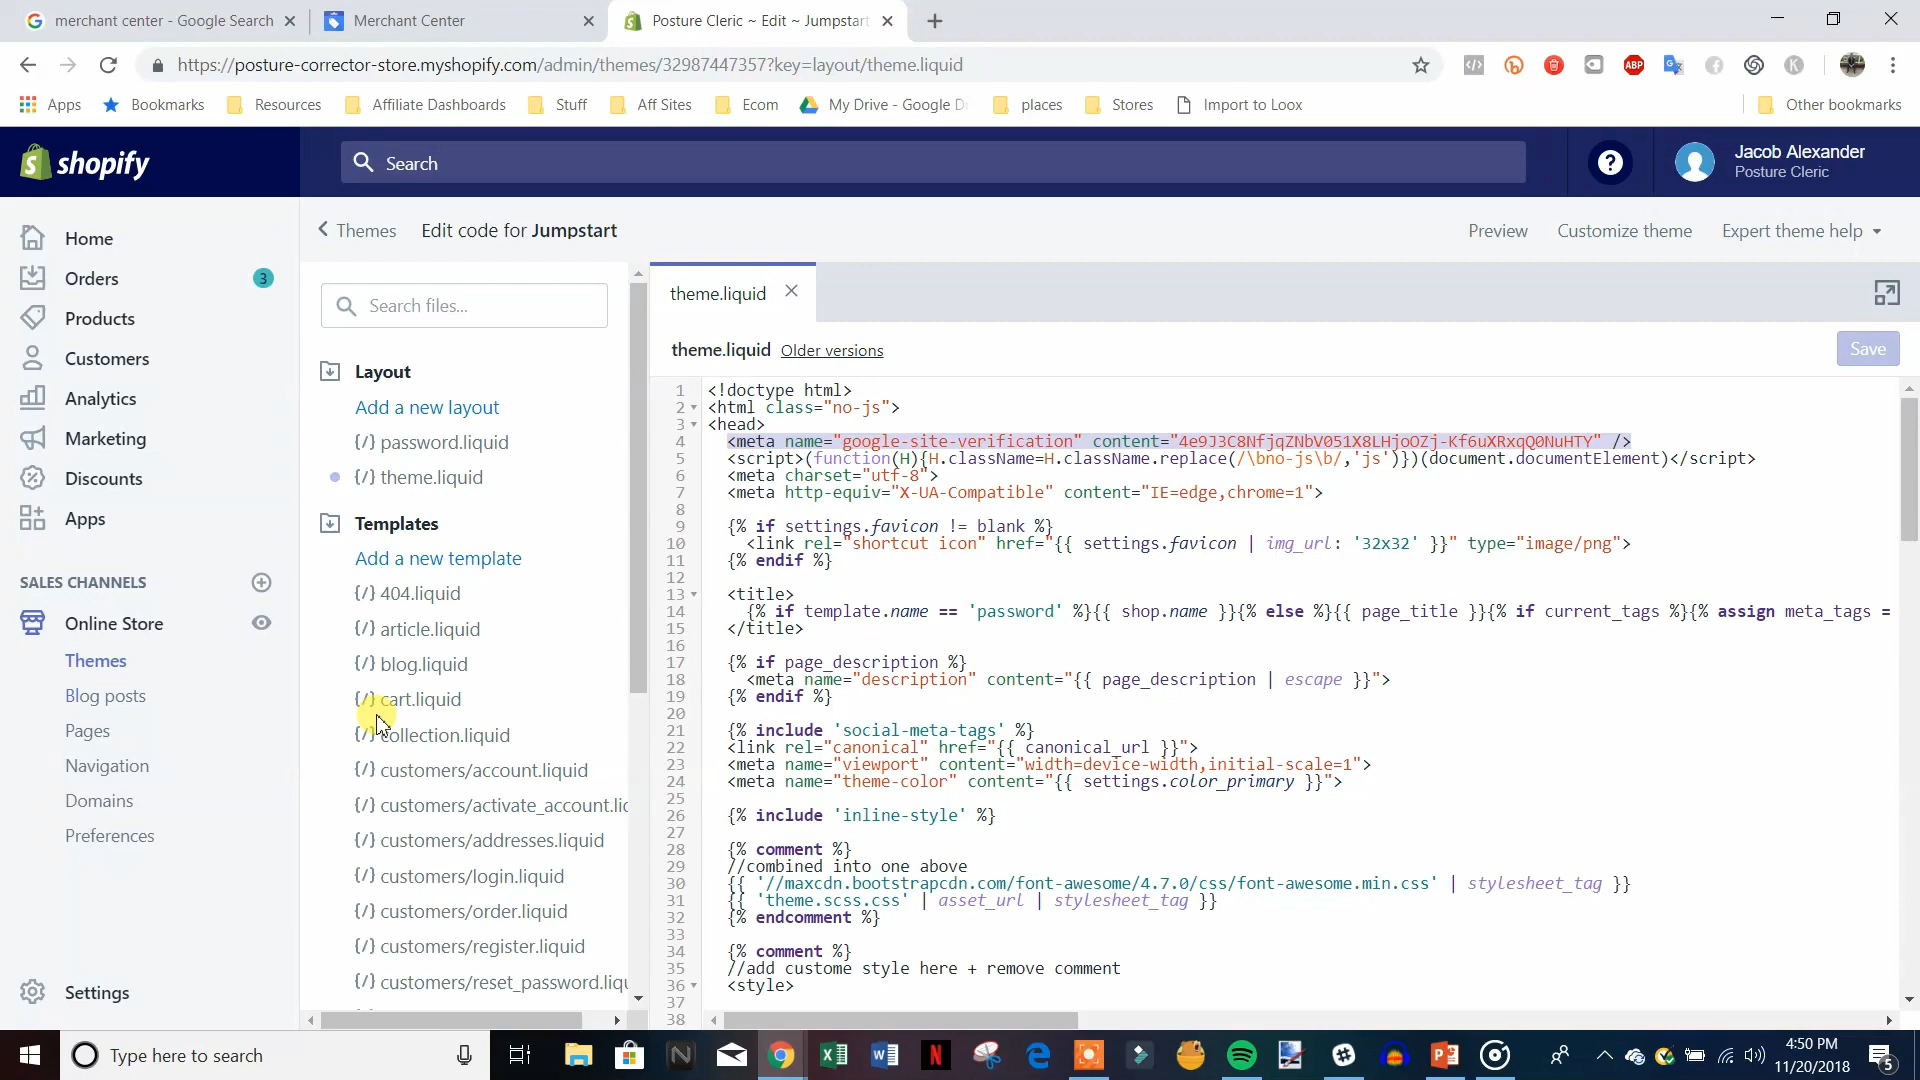 merchant center - Google Search
Merchant Center
Posture Cleric ~ Edit ~ Jumpstart
https://posture-corrector-store.myshopify.com/admin/themes/32987447357?key=layout/theme.liquid
Apps
Bookmarks
Resources
Affiliate Dashboards
Stuff
Aff Sites
Ecom
My Drive - Google D
places
Stores
Import to Loox
Other bookmarks
ABP
shopify
Search
Jacob Alexander
Posture Cleric
Home
Orders
3
Products
Customers
Analytics
Marketing
Discounts
Apps
SALES CHANNELS
Online Store
Themes
Blog posts
Pages
Navigation
Domains
Preferences
Settings
Themes
Edit code for Jumpstart
Preview
Customize theme
Expert theme help
Search files...
Layout
Add a new layout
{/} password.liquid
{/} theme.liquid
Templates
Add a new template
{/} 404.liquid
{/} article.liquid
{/} blog.liquid
{/} cart.liquid
{/} collection.liquid
{/} customers/account.liquid
{/} customers/activate_account.lic
{/} customers/addresses.liquid
{/} customers/login.liquid
{/} customers/order.liquid
{/} customers/register.liquid
{/} customers/reset_password.liqu
theme.liquid
theme.liquid Older versions
Save
1 <!doctype html>
2 <html class="no-js">
3 <head>
4 <meta name="google-site-verification" content="4e9J3C8NfjqZNbV051X8LHjoOZj-Kf6uXRxqQ0NuHTY" />
5 <script>(function(H){H.className=H.className.replace(/\bno-js\b/,'js')})(document.documentElement)</script>
6 <meta charset="utf-8">
7 <meta http-equiv="X-UA-Compatible" content="IE=edge,chrome=1">
8
9 {% if settings.favicon != blank %}
10 <link rel="shortcut icon" href="{{ settings.favicon | img_url: '32x32' }}" type="image/png">
11 {% endif %}
12
13 <title>
14 {% if template.name == 'password' %}{{ shop.name }}{% else %}{{ page_title }}{% if current_tags %}{% assign meta_tags =
15 </title>
16
17 {% if page_description %}
18 <meta name="description" content="{{ page_description | escape }}">
19 {% endif %}
20
21 {% include 'social-meta-tags' %}
22 <link rel="canonical" href="{{ canonical_url }}">
23 <meta name="viewport" content="width=device-width,initial-scale=1">
24 <meta name="theme-color" content="{{ settings.color_primary }}">
25
26 {% include 'inline-style' %}
27
28 {% comment %}
29 //combined into one above
30 {{ '//maxcdn.bootstrapcdn.com/font-awesome/4.7.0/css/font-awesome.min.css' | stylesheet_tag }}
31 {{ 'theme.scss.css' | asset_url | stylesheet_tag }}
32 {% endcomment %}
33
34 {% comment %}
35 //add custome style here + remove comment
36 <style>
37
38
Type here to search
4:50 PM
11/20/2018
5